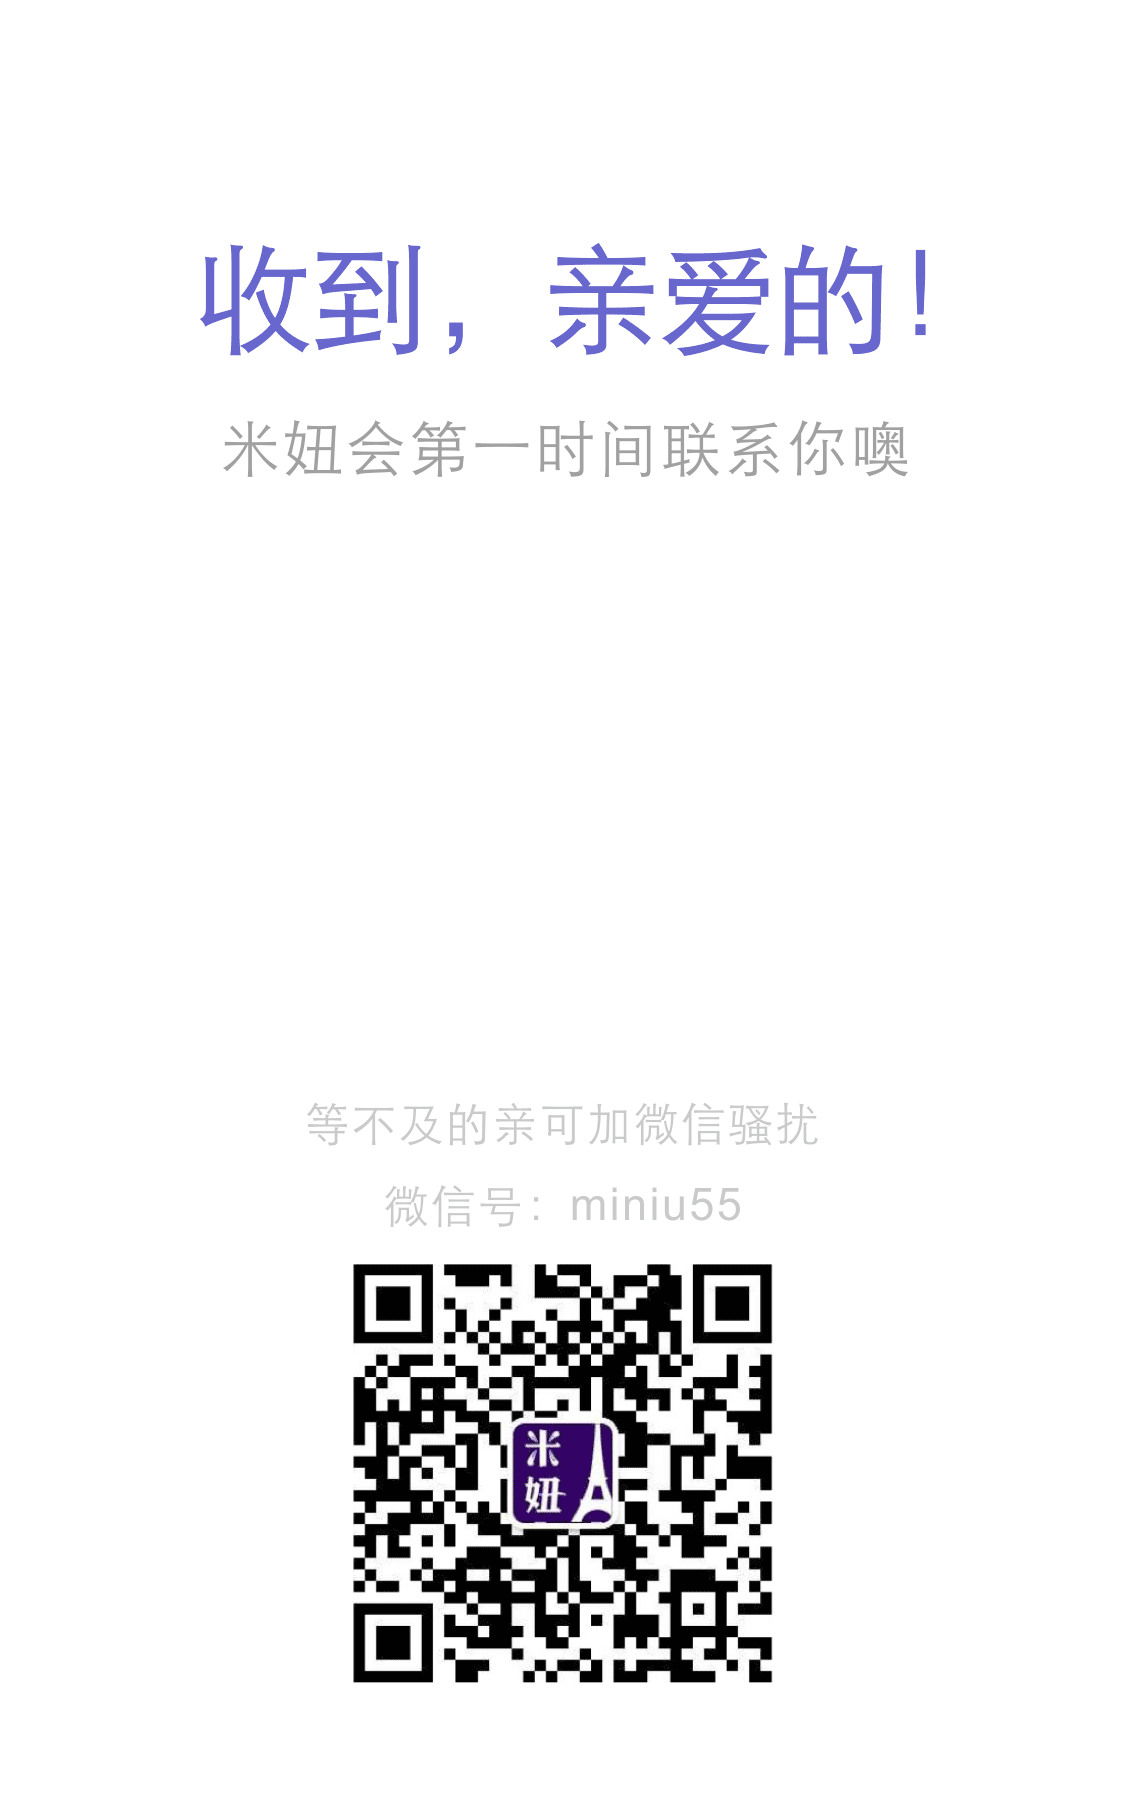 收到，亲爱的！
米妞会第一时间联系你噢
等不及的亲可加微信骚扰
微信号：miniu55
米
妞